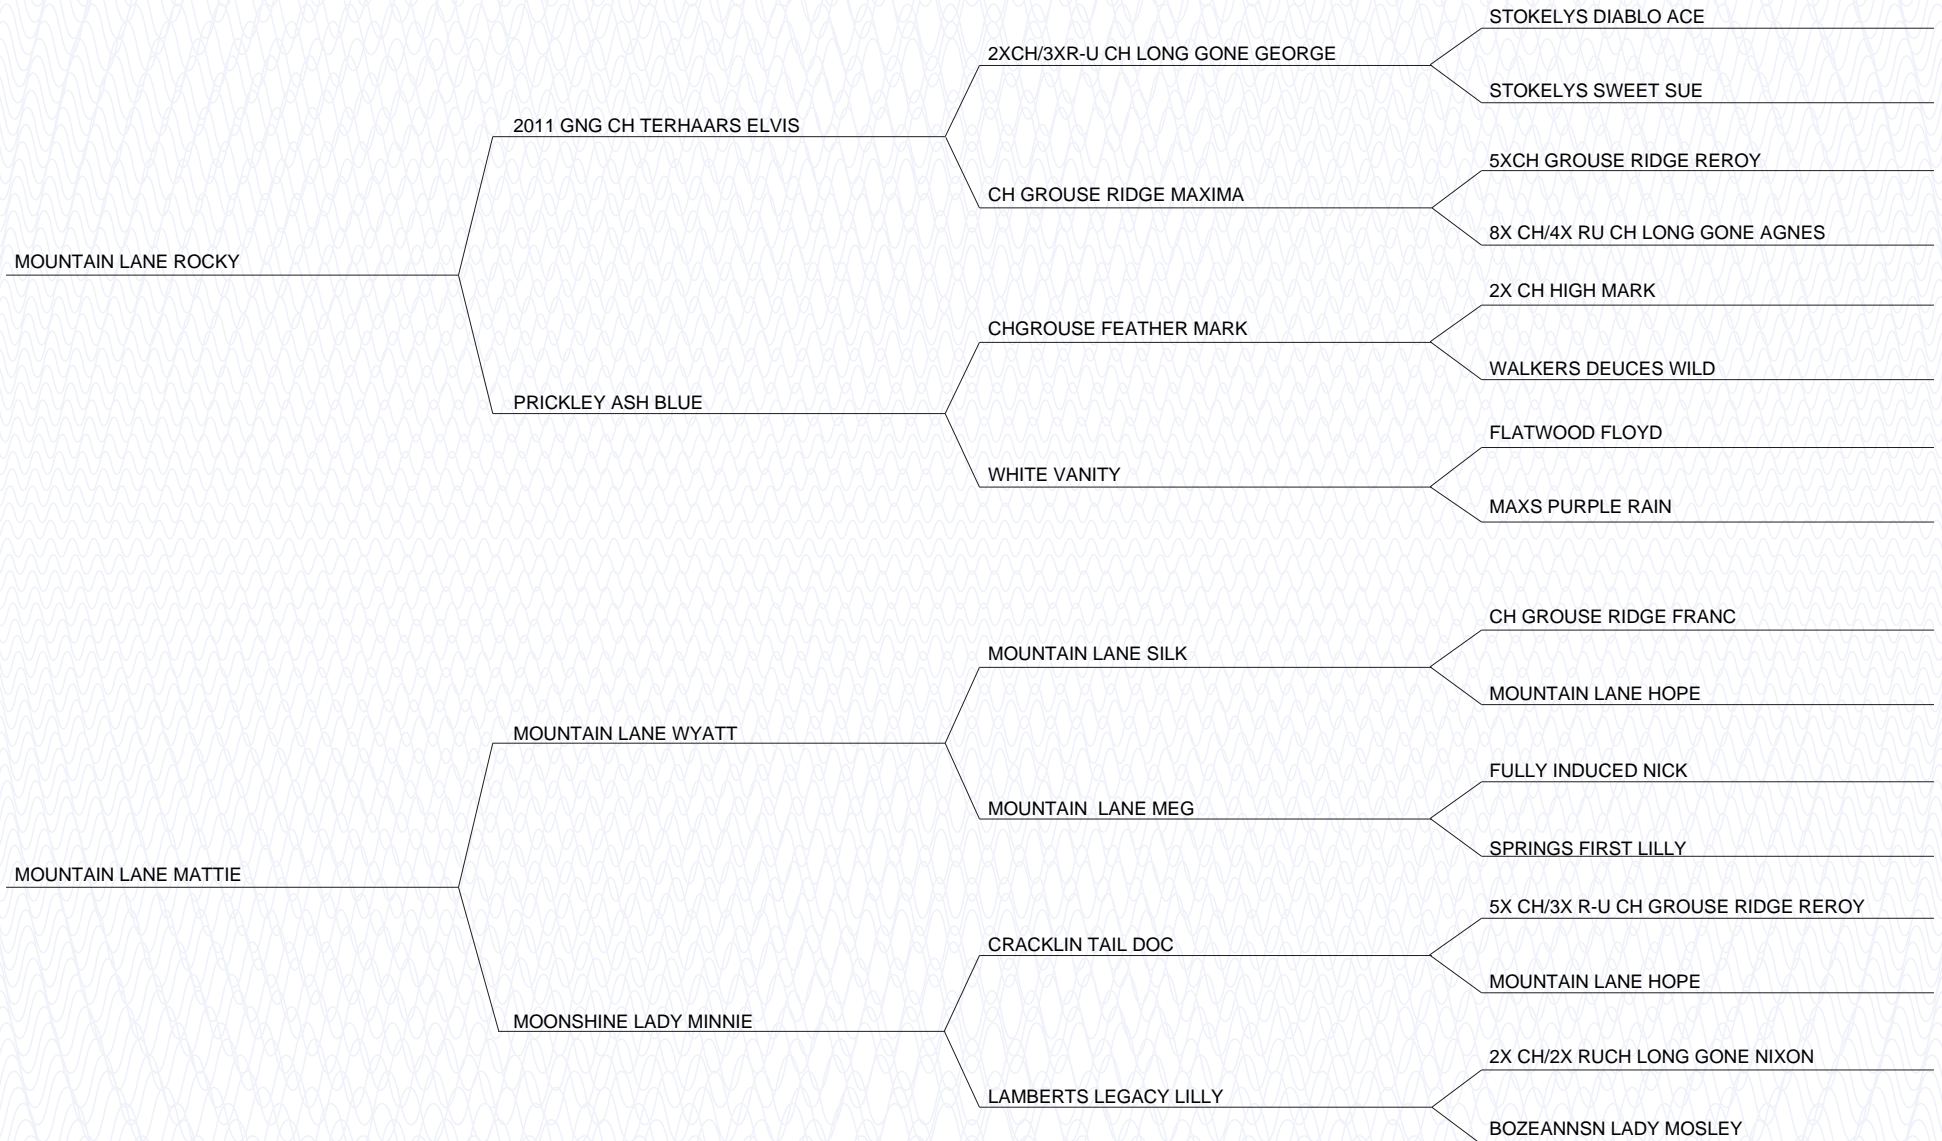 STOKELYS DIABLO ACE
2XCH/3XR-U CH LONG GONE GEORGE
STOKELYS SWEET SUE
2011 GNG CH TERHAARS ELVIS
5XCH GROUSE RIDGE REROY
CH GROUSE RIDGE MAXIMA
8X CH/4X RU CH LONG GONE AGNES
MOUNTAIN LANE ROCKY
2X CH HIGH MARK
CHGROUSE FEATHER MARK
WALKERS DEUCES WILD
PRICKLEY ASH BLUE
FLATWOOD FLOYD
WHITE VANITY
MAXS PURPLE RAIN
CH GROUSE RIDGE FRANC
MOUNTAIN LANE SILK
MOUNTAIN LANE HOPE
MOUNTAIN LANE WYATT
FULLY INDUCED NICK
MOUNTAIN  LANE MEG
SPRINGS FIRST LILLY
MOUNTAIN LANE MATTIE
5X CH/3X R-U CH GROUSE RIDGE REROY
CRACKLIN TAIL DOC
MOUNTAIN LANE HOPE
MOONSHINE LADY MINNIE
2X CH/2X RUCH LONG GONE NIXON
LAMBERTS LEGACY LILLY
BOZEANNSN LADY MOSLEY